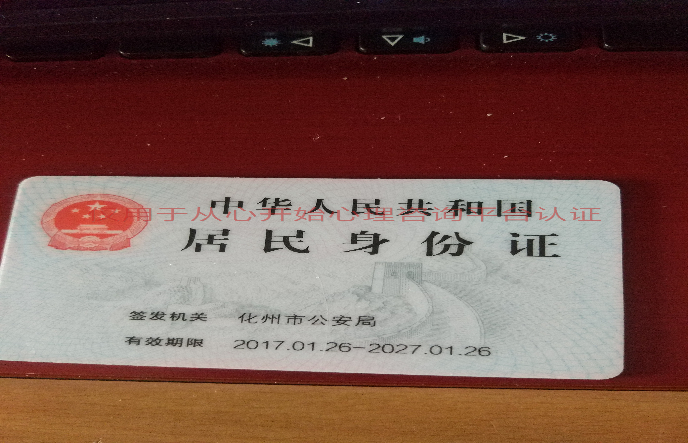 中华人民共和国
用于从心开始心理咨询平台认证
居民身份证
签发机关 化州市公安局
有效期限 2017.01.26-2027.01.26